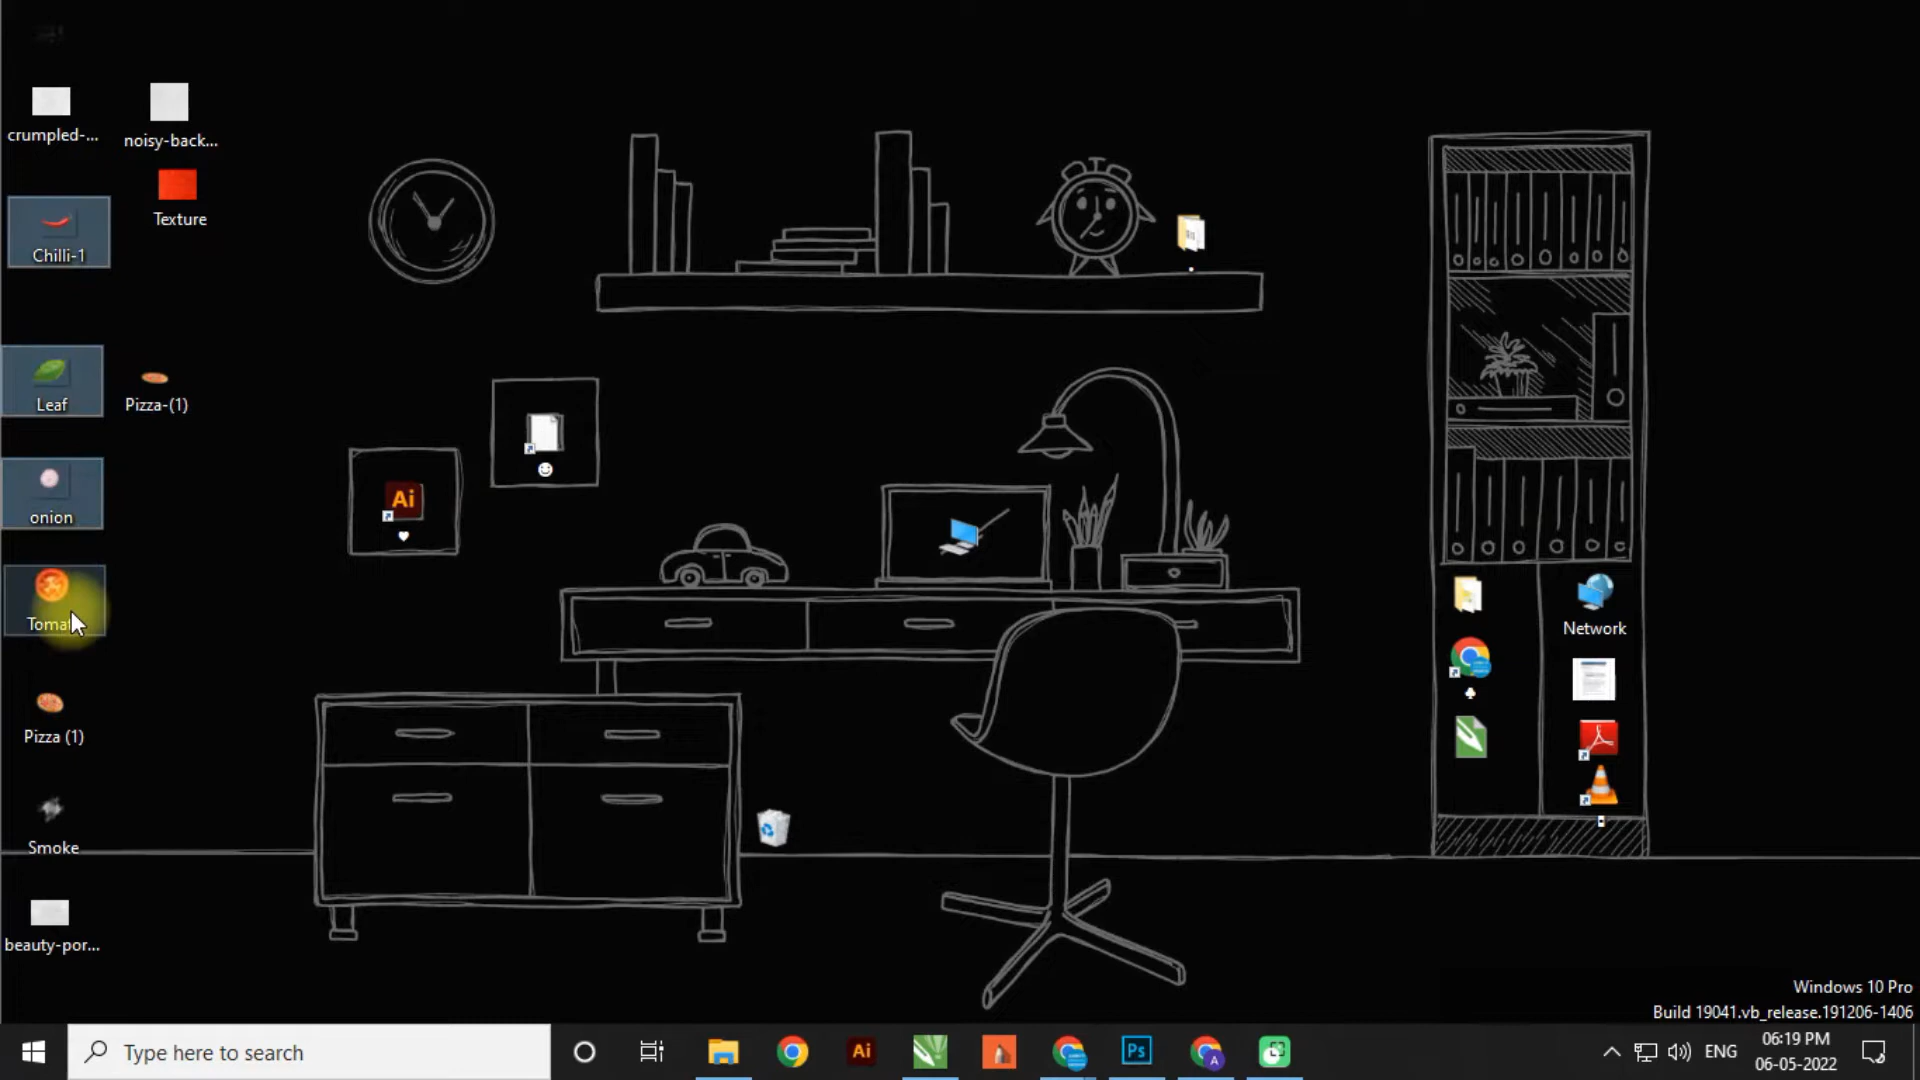 crumpled-...
noisy-back...
Texture
Chilli-1
Leaf
Pizza-(1)
onion
Ai
Pizza (1)
Smoke
beauty-por...
Network
Windows 10 Pro
Build 19041.vb_release.191206-1406
Type here to search
Ai
Ps
A
ENG
06:19 PM
06-05-2022